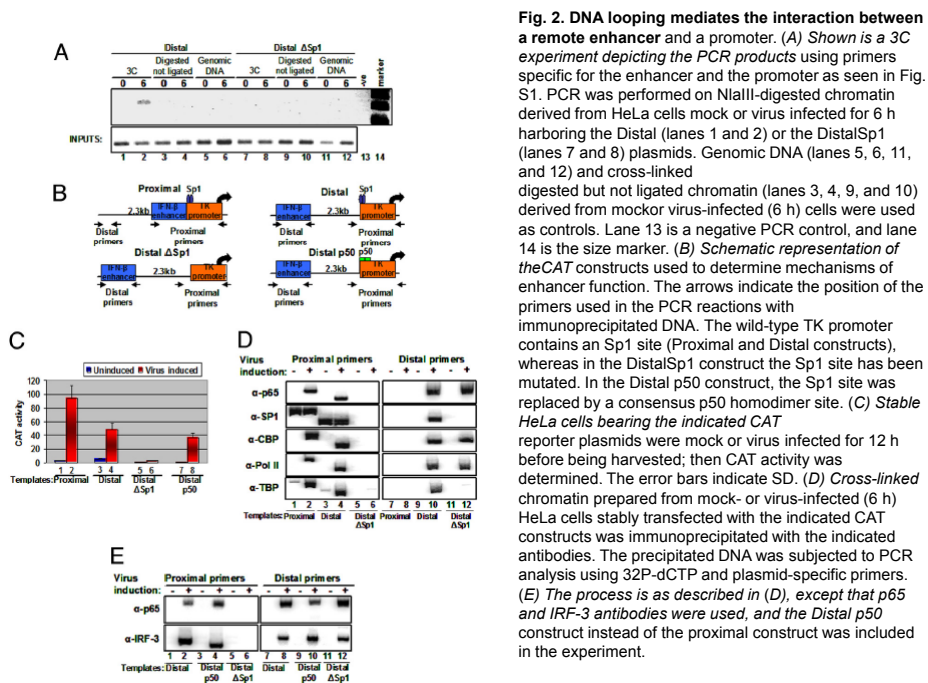 A
Distal
Distal ΔSp1
3C
Digested not ligated
Genomic DNA
3C
Digested not ligated
Genomic DNA
-ve
marker
0 6 0 6 0 6 0 6 0 6 0 6
INPUTS:
1 2 3 4 5 6 7 8 9 10 11 12 13 14
B
Proximal
Sp1
2.3kb
IFN-β enhancer
TK promoter
Distal primers
Proximal primers
Distal
Sp1
IFN-β enhancer
2.3kb
TK promoter
Distal primers
Proximal primers
Distal ΔSp1
IFN-β enhancer
2.3kb
TK promoter
Distal primers
Proximal primers
Distal p50
p50
IFN-β enhancer
2.3kb
TK promoter
Distal primers
Proximal primers
C
Uninduced
Virus induced
CAT activity
120
100
80
60
40
20
0
1 2 3 4 5 6 7 8
Templates: Proximal Distal Distal ΔSp1 Distal p50
D
Virus induction:
Proximal primers
Distal primers
- + - + - + - + - + - +
α-p65
α-SP1
α-CBP
α-Pol II
α-TBP
1 2 3 4 5 6 7 8 9 10 11 12
Templates: Proximal Distal Distal ΔSp1 Proximal Distal Distal ΔSp1
E
Virus induction:
Proximal primers
Distal primers
- + - + - + - + - + - +
α-p65
α-IRF-3
1 2 3 4 5 6 7 8 9 10 11 12
Templates: Distal Distal p50 Distal ΔSp1 Distal Distal p50 Distal ΔSp1
Fig. 2. DNA looping mediates the interaction between
a remote enhancer and a promoter. (A) Shown is a 3C
experiment depicting the PCR products using primers
specific for the enhancer and the promoter as seen in Fig.
S1. PCR was performed on NlaIII-digested chromatin
derived from HeLa cells mock or virus infected for 6 h
harboring the Distal (lanes 1 and 2) or the DistalSp1
(lanes 7 and 8) plasmids. Genomic DNA (lanes 5, 6, 11,
and 12) and cross-linked
digested but not ligated chromatin (lanes 3, 4, 9, and 10)
derived from mockor virus-infected (6 h) cells were used
as controls. Lane 13 is a negative PCR control, and lane
14 is the size marker. (B) Schematic representation of
theCAT constructs used to determine mechanisms of
enhancer function. The arrows indicate the position of the
primers used in the PCR reactions with
immunoprecipitated DNA. The wild-type TK promoter
contains an Sp1 site (Proximal and Distal constructs),
whereas in the DistalSp1 construct the Sp1 site has been
mutated. In the Distal p50 construct, the Sp1 site was
replaced by a consensus p50 homodimer site. (C) Stable
HeLa cells bearing the indicated CAT
reporter plasmids were mock or virus infected for 12 h
before being harvested; then CAT activity was
determined. The error bars indicate SD. (D) Cross-linked
chromatin prepared from mock- or virus-infected (6 h)
HeLa cells stably transfected with the indicated CAT
constructs was immunoprecipitated with the indicated
antibodies. The precipitated DNA was subjected to PCR
analysis using 32P-dCTP and plasmid-specific primers.
(E) The process is as described in (D), except that p65
and IRF-3 antibodies were used, and the Distal p50
construct instead of the proximal construct was included
in the experiment.